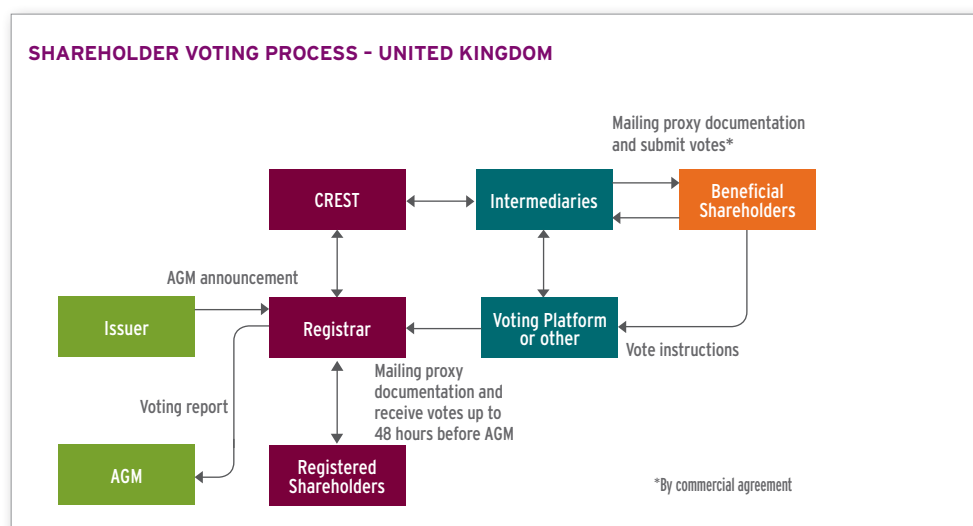 SHAREHOLDER VOTING PROCESS – UNITED KINGDOM
Mailing proxy documentation
and submit votes*
CREST
Intermediaries
Beneficial
Shareholders
AGM announcement
Issuer
Registrar
Voting Platform
or other
Vote instructions
Mailing proxy
documentation and
receive votes up to
48 hours before AGM
Voting report
AGM
Registered
Shareholders
*By commercial agreement